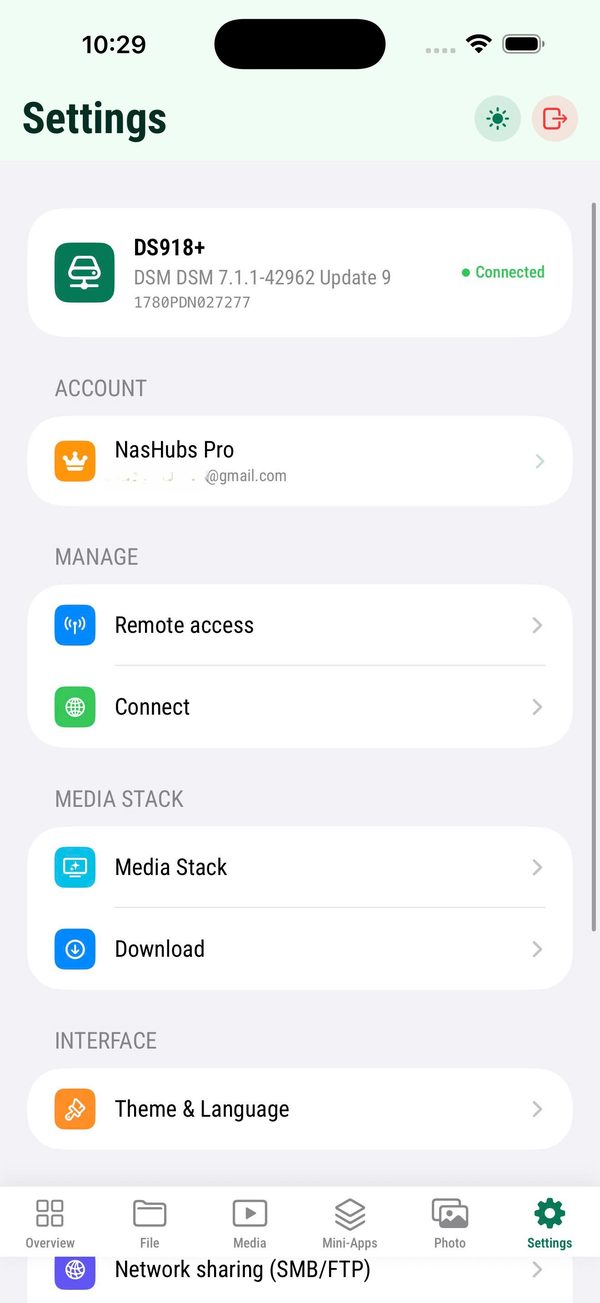 10:29
Settings
DS918+
DSM DSM 7.1.1-42962 Update 9
1780PDN027277
Connected
ACCOUNT
NasHubs Pro
@gmail.com
MANAGE
Remote access
Connect
MEDIA STACK
Media Stack
Download
INTERFACE
Theme & Language
Overview
File
Media
Mini-Apps
Photo
Settings
Network sharing (SMB/FTP)